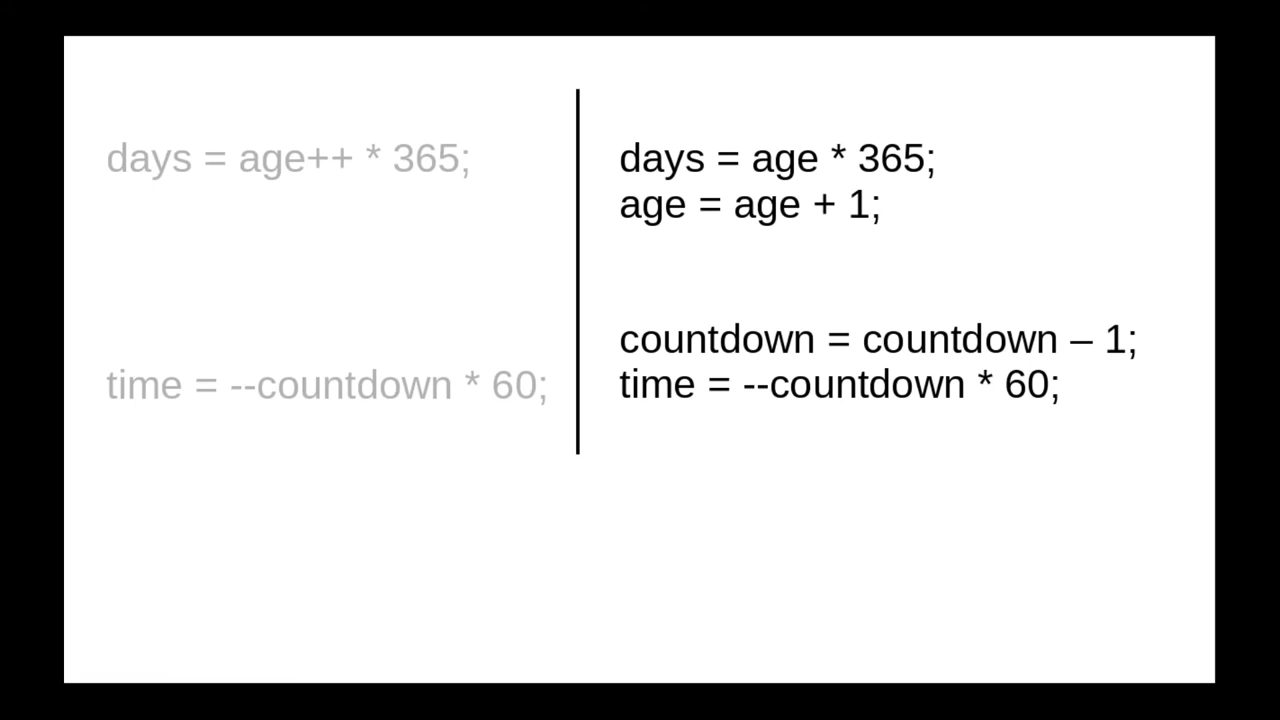 days = age++ * 365;
days = age * 365;
age = age + 1;
countdown = countdown – 1;
time = --countdown * 60;
time = --countdown * 60;